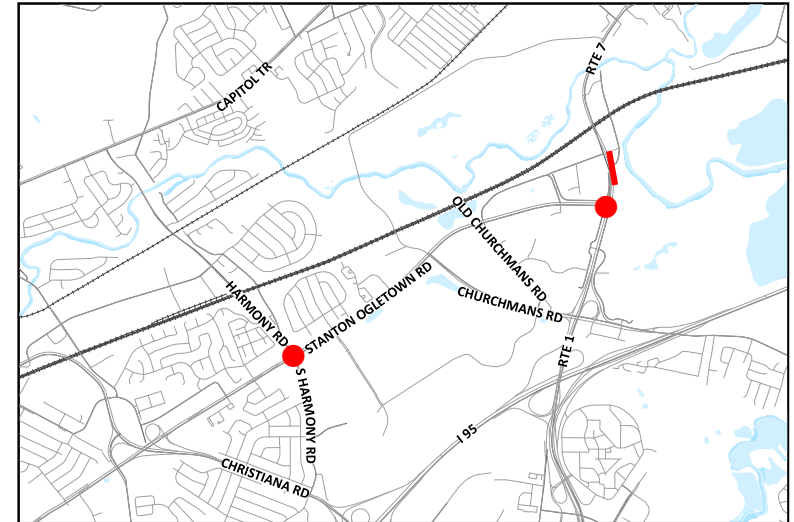 RTE 7
CAPITOL TR
OLD CHURCHMANS RD
STANTON OGLETOWN RD
HARMONY RD
CHURCHMANS RD
RTE 1
S HARMONY RD
I 95
CHRISTIANA RD